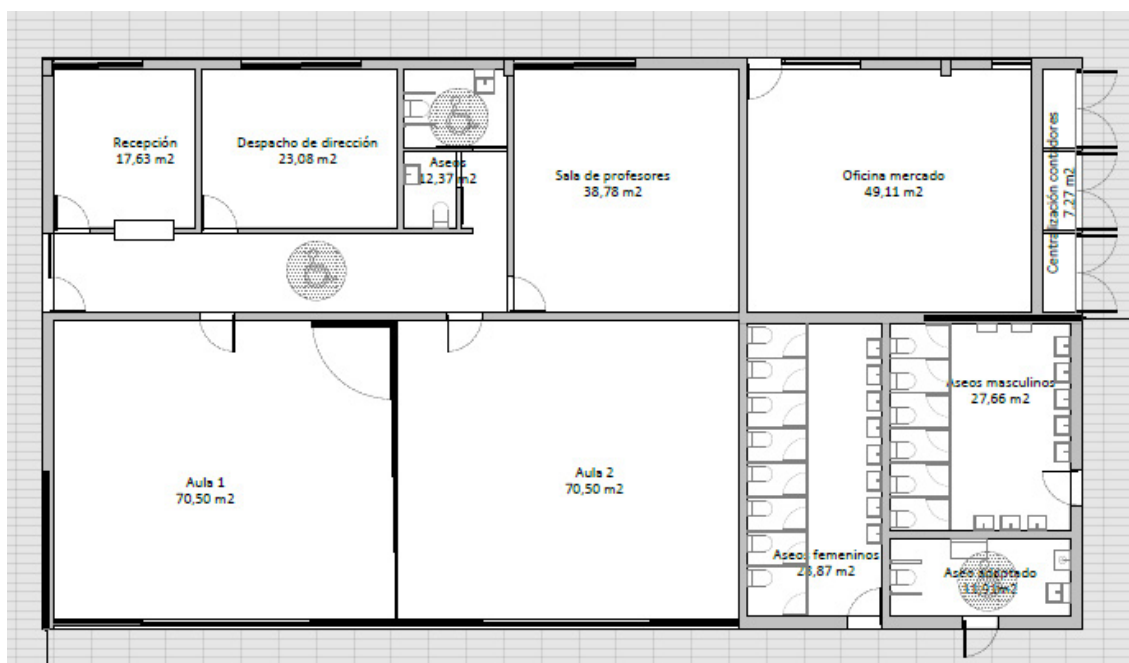 Recepción
17,63 m2
Despacho de dirección
23,08 m2
Aseos
12,37 m2
Sala de profesores
38,78 m2
Oficina mercado
49,11 m2
Centralización contadores
7,27 m2
Aula 1
70,50 m2
Aula 2
70,50 m2
Aseos masculinos
27,66 m2
Aseos femeninos
Aseo adaptado
11,91m2